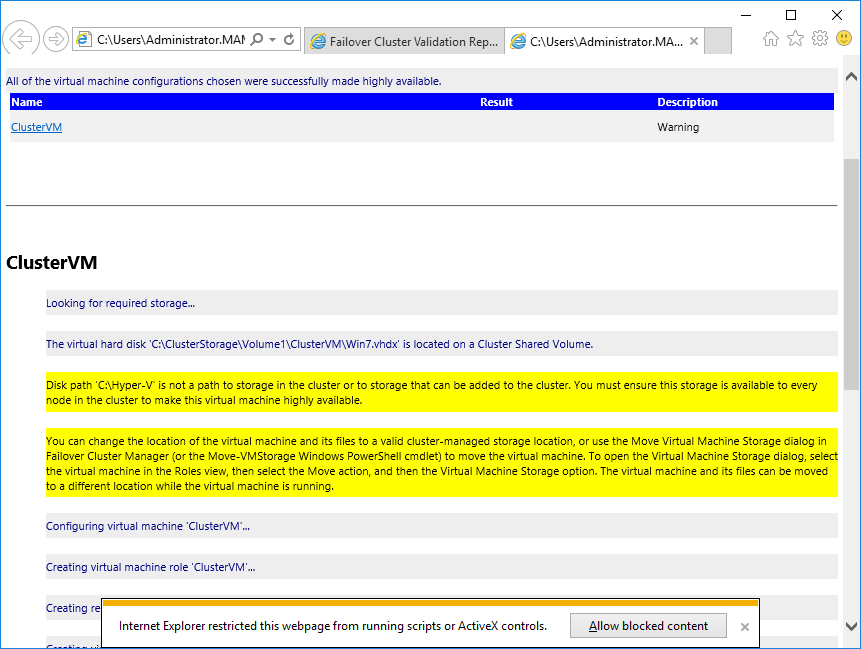 C:\Users\Administrator.MAN
Failover Cluster Validation Rep...
C:\Users\Administrator.MA...
All of the virtual machine configurations chosen were successfully made highly available.
Name Result Description
ClusterVM Warning
ClusterVM
Looking for required storage...
The virtual hard disk 'C:\ClusterStorage\Volume1\ClusterVM\Win7.vhdx' is located on a Cluster Shared Volume.
Disk path 'C:\Hyper-V' is not a path to storage in the cluster or to storage that can be added to the cluster. You must ensure this storage is available to every
node in the cluster to make this virtual machine highly available.
You can change the location of the virtual machine and its files to a valid cluster-managed storage location, or use the Move Virtual Machine Storage dialog in
Failover Cluster Manager (or the Move-VMStorage Windows PowerShell cmdlet) to move the virtual machine. To open the Virtual Machine Storage dialog, select
the virtual machine in the Roles view, then select the Move action, and then the Virtual Machine Storage option. The virtual machine and its files can be moved
to a different location while the virtual machine is running.
Configuring virtual machine 'ClusterVM'...
Creating virtual machine role 'ClusterVM'...
Creating re
Internet Explorer restricted this webpage from running scripts or ActiveX controls. Allow blocked content